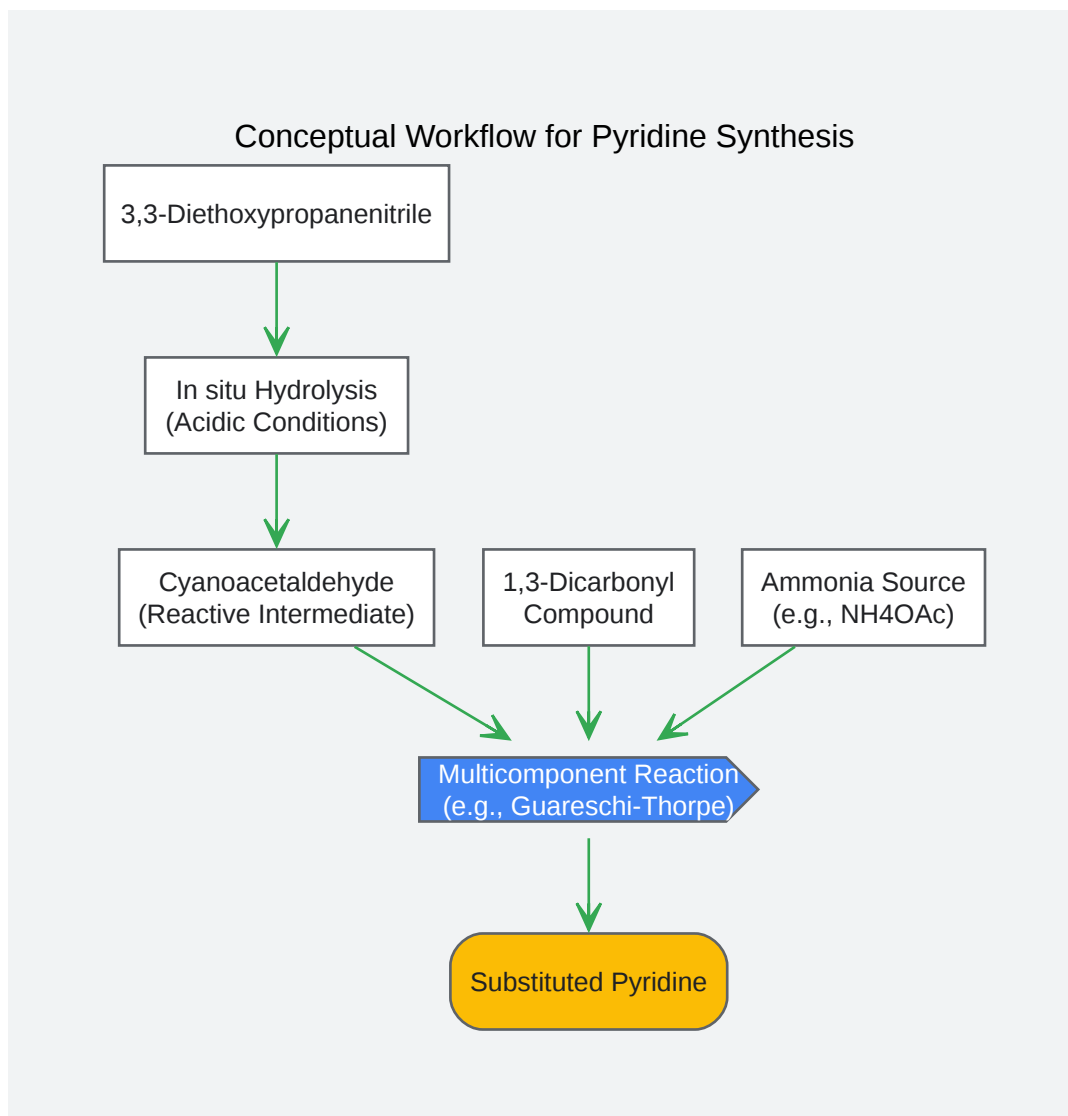 Conceptual Workflow for Pyridine Synthesis
3,3-Diethoxypropanenitrile
In situ Hydrolysis
(Acidic Conditions)
Cyanoacetaldehyde
(Reactive Intermediate)
1,3-Dicarbonyl
Compound
Ammonia Source
(e.g., NH4OAc)
Multicomponent Reaction
(e.g., Guareschi-Thorpe)
Substituted Pyridine